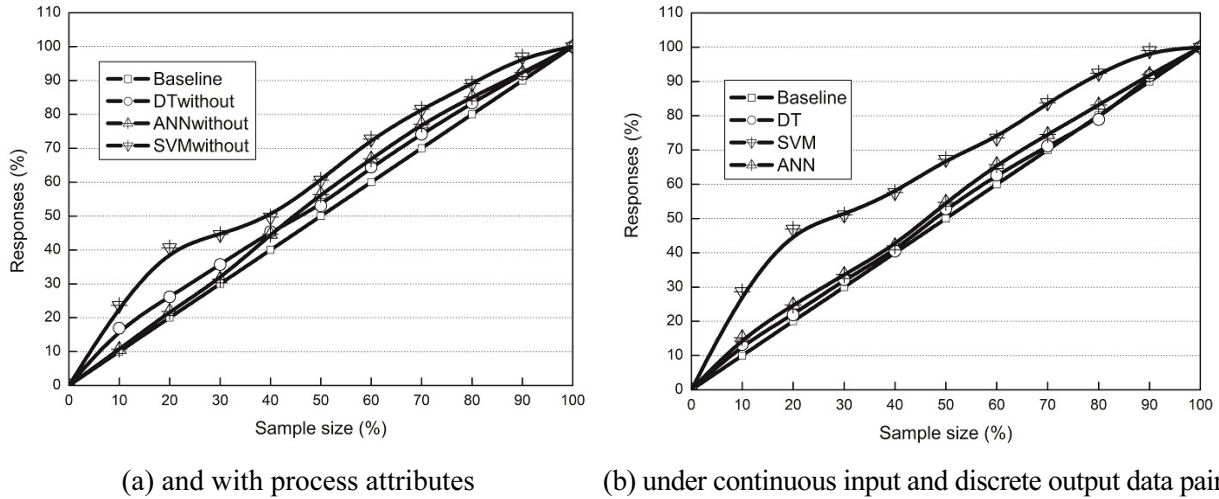 110
100
90
80
70
60
50
40
30
20
10
0
Responses (%)
Baseline
DTwithout
ANNwithout
SVMwithout
0 10 20 30 40 50 60 70 80 90 100
Sample size (%)
(a) and with process attributes
110
100
90
80
70
60
50
40
30
20
10
0
Responses (%)
Baseline
DT
SVM
ANN
0 10 20 30 40 50 60 70 80 90 100
Sample size (%)
(b) under continuous input and discrete output data pair